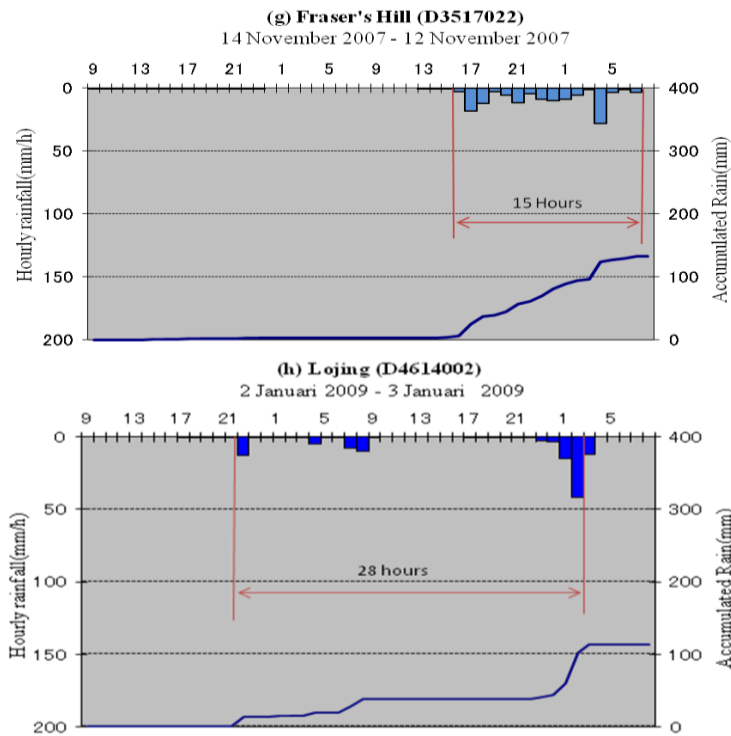 (g) Fraser's Hill (D3517022)
14 November 2007 - 12 November 2007
9 13 17 21 1 5 9 13 17 21 1 5
0 400
50 300
100 200
150 100
200 0
Hourly rainfall(mm/h)
Accumulated Rain(mm)
15 Hours
(h) Lojing (D4614002)
2 Januari 2009 - 3 Januari 2009
9 13 17 21 1 5 9 13 17 21 1 5
0 400
50 300
100 200
150 100
200 0
Hourly rainfall(mm/h)
Accumulated Rain(mm)
28 hours